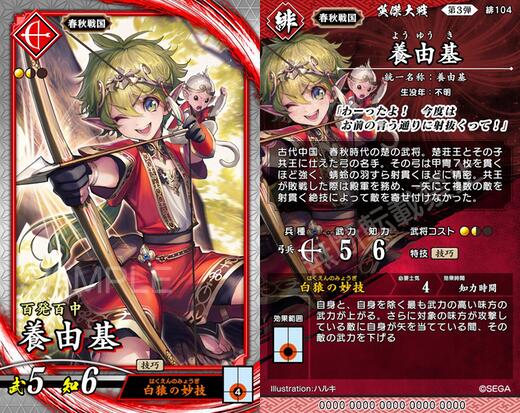 春秋戦国
SAMPLE
百発百中
養由基
技巧
武5 知6
はくえんのみょうぎ
白猿の妙技
4
緋
春秋戦国
英傑大戦
第3弾
緋104
ようゆうき
養由基
統一名称：養由基
生没年：不明
「わーったよ！　今度は
お前の言う通りに射抜くって！」
古代中国、春秋時代の楚の武将。楚荘王とその子
共王に仕えた弓の名手。その弓は甲冑7枚を貫く
ほど強く、蜻蛉の羽すら射貫くほどに精密。共王
が敗戦した際は殿軍を務め、一矢にて複数の敵を
射貫く絶技によって敵を寄せ付けなかった。
兵種 武力 知力 武将コスト
弓兵 5 6 特技 技巧
はくえんのみょうぎ 必要士気 効果時間
白猿の妙技 4 知力時間
効果範囲
自身と、自身を除く最も武力の高い味方の
武力が上がる。さらに対象の味方が攻撃し
ている敵に自身が矢を当てている間、その
敵の武力を下げる
Illustration:ハルキ
©SEGA
0000 0000 0000 0000 0000